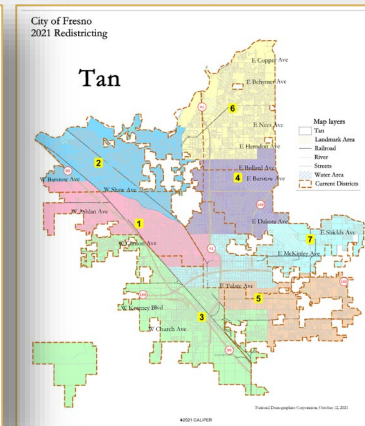 City of Fresno
2021 Redistricting
Tan
E. Copper Ave
E. Behymer Ave
6
E. Nees Ave
E. Herndon Ave
Map layers
Tan
Landmark Area
Railroad
River
Streets
Water Area
Current Districts
2
E. Bullard Ave
W. Barstow Ave
4
E. Barstow Ave
W. Shaw Ave
W. Ashlan Ave
1
E. Dakota Ave
E. Shields Ave
7
W. Clinton Ave
E. McKinley Ave
E. Tulare Ave
5
W. Kearney Blvd
3
W. Church Ave
National Demographics Corporation, October 12, 2021
©2021 CALIPER